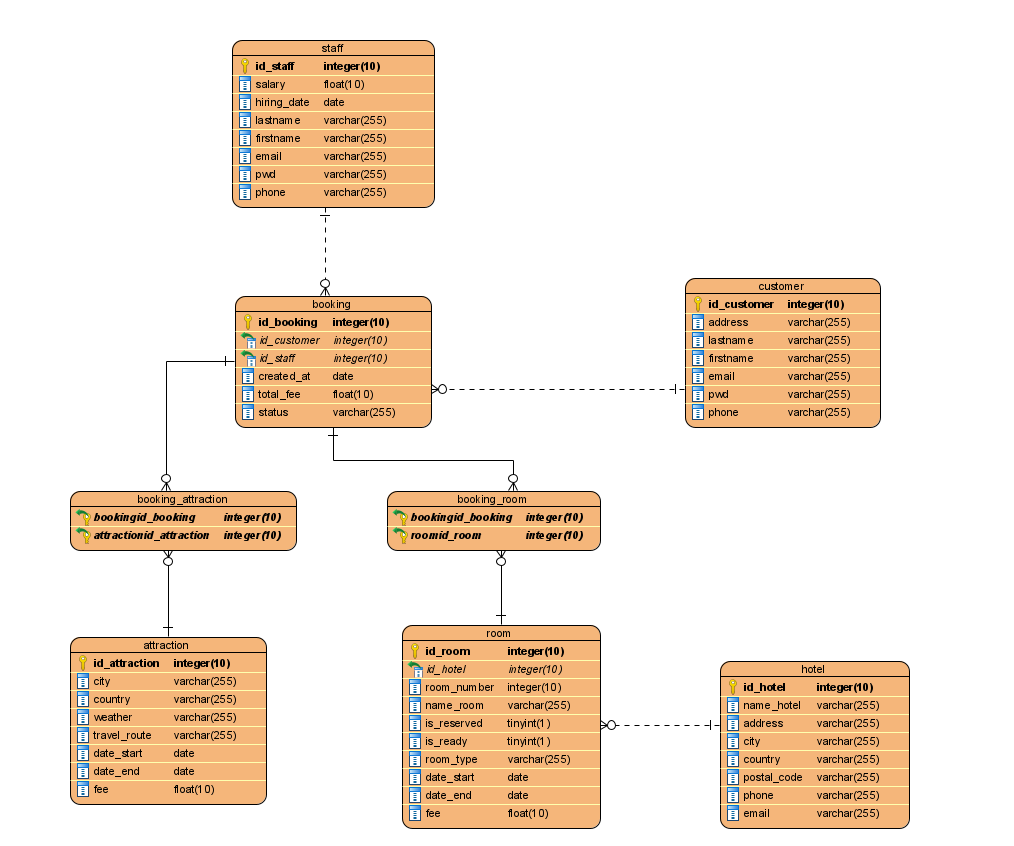 staff
id_staff integer(10)
salary float(10)
hiring_date date
lastname varchar(255)
firstname varchar(255)
email varchar(255)
pwd varchar(255)
phone varchar(255)
booking
id_booking integer(10)
id_customer integer(10)
id_staff integer(10)
created_at date
total_fee float(10)
status varchar(255)
customer
id_customer integer(10)
address varchar(255)
lastname varchar(255)
firstname varchar(255)
email varchar(255)
pwd varchar(255)
phone varchar(255)
booking_attraction
bookingid_booking integer(10)
attractionid_attraction integer(10)
booking_room
bookingid_booking integer(10)
roomid_room integer(10)
attraction
id_attraction integer(10)
city varchar(255)
country varchar(255)
weather varchar(255)
travel_route varchar(255)
date_start date
date_end date
fee float(10)
room
id_room integer(10)
id_hotel integer(10)
room_number integer(10)
name_room varchar(255)
is_reserved tinyint(1)
is_ready tinyint(1)
room_type varchar(255)
date_start date
date_end date
fee float(10)
hotel
id_hotel integer(10)
name_hotel varchar(255)
address varchar(255)
city varchar(255)
country varchar(255)
postal_code varchar(255)
phone varchar(255)
email varchar(255)